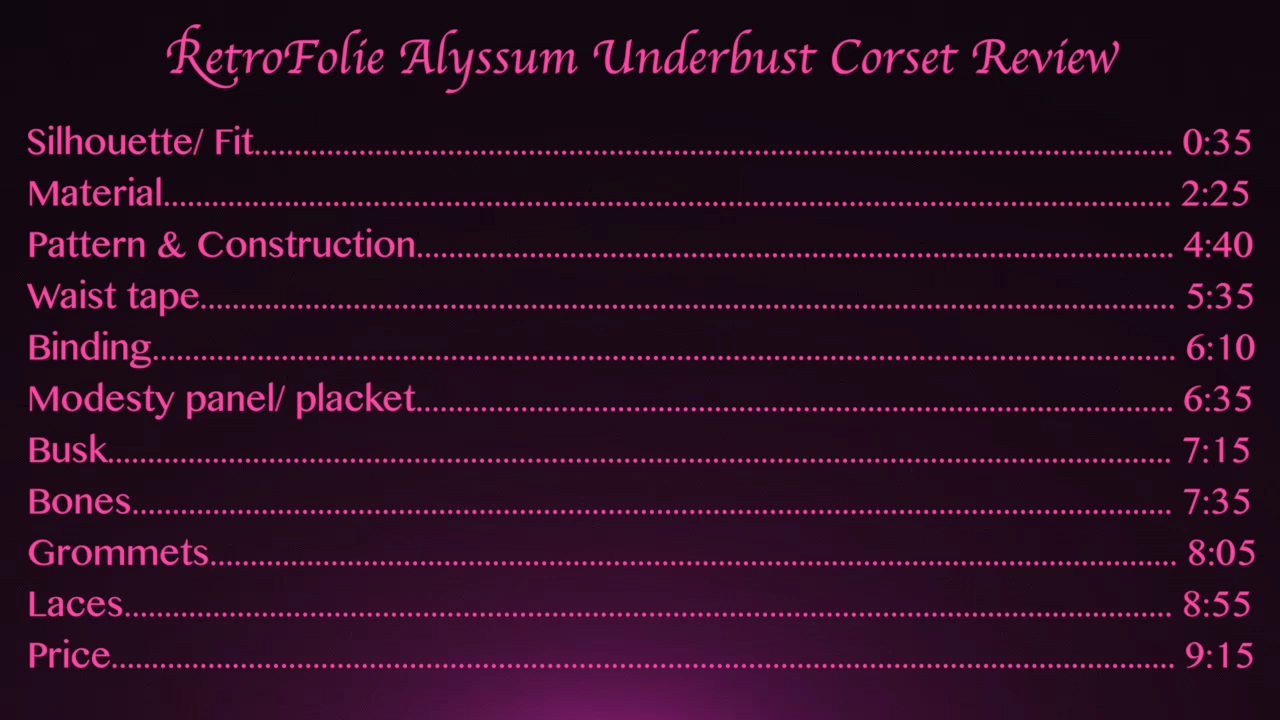 RetroFolie Alyssum Underbust Corset Review
Silhouette/ Fit.................................................................................................................... 0:35
Material.............................................................................................................................. 2:25
Pattern & Construction............................................................................................... 4:40
Waist tape.......................................................................................................................... 5:35
Binding................................................................................................................................ 6:10
Modesty panel/ placket............................................................................................... 6:35
Busk..................................................................................................................................... 7:15
Bones.................................................................................................................................. 7:35
Grommets......................................................................................................................... 8:05
Laces................................................................................................................................... 8:55
Price..................................................................................................................................... 9:15